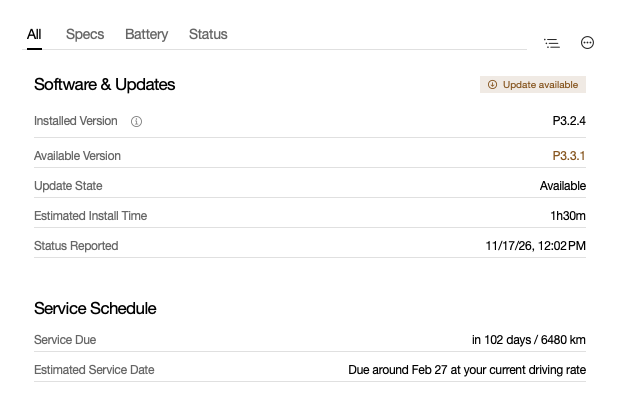 All Specs Battery Status
Software & Updates Update available
Installed Version P3.2.4
Available Version P3.3.1
Update State Available
Estimated Install Time 1h30m
Status Reported 11/17/26, 12:02 PM
Service Schedule
Service Due in 102 days / 6480 km
Estimated Service Date Due around Feb 27 at your current driving rate